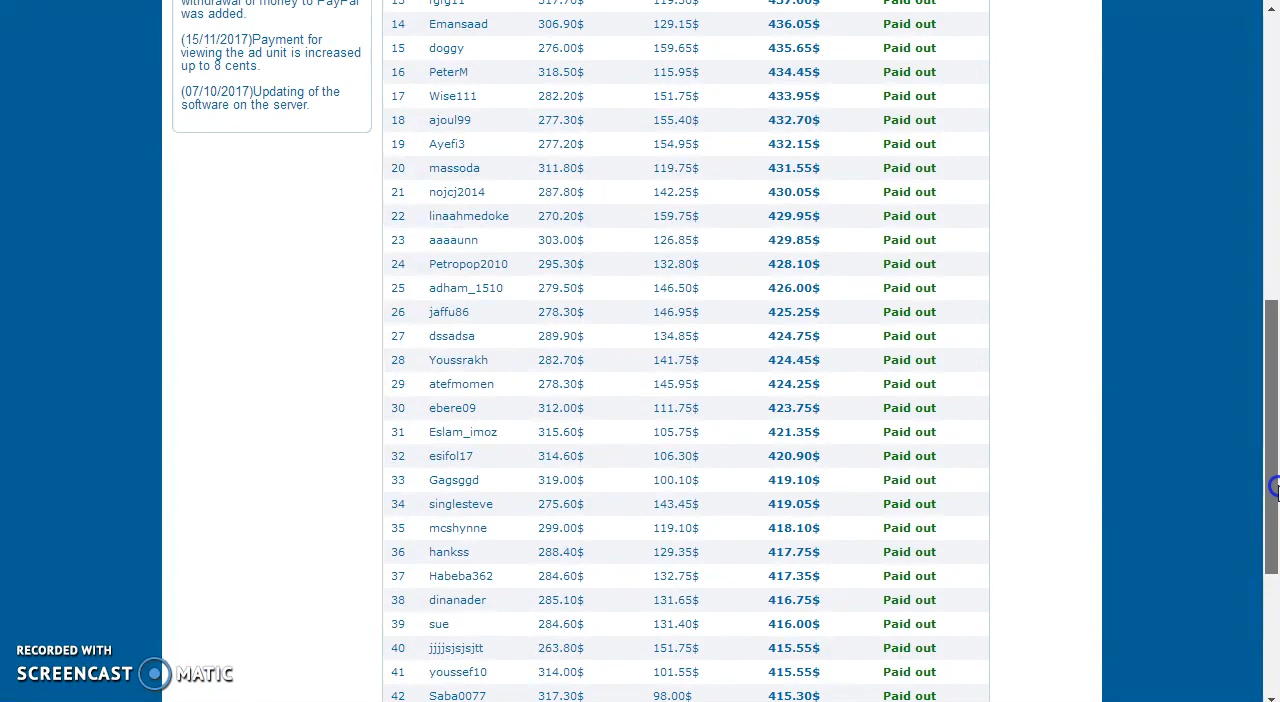 withdrawal of money to PayPal
was added.
(15/11/2017)Payment for
viewing the ad unit is increased
up to 8 cents.
(07/10/2017)Updating of the
software on the server.
14 Emansaad 306.90$ 129.15$ 436.05$ Paid out
15 doggy 276.00$ 159.65$ 435.65$ Paid out
16 PeterM 318.50$ 115.95$ 434.45$ Paid out
17 Wise111 282.20$ 151.75$ 433.95$ Paid out
18 ajoul99 277.30$ 155.40$ 432.70$ Paid out
19 Ayefi3 277.20$ 154.95$ 432.15$ Paid out
20 massoda 311.80$ 119.75$ 431.55$ Paid out
21 nojcj2014 287.80$ 142.25$ 430.05$ Paid out
22 linaahmedoke 270.20$ 159.75$ 429.95$ Paid out
23 aaaaunn 303.00$ 126.85$ 429.85$ Paid out
24 Petropop2010 295.30$ 132.80$ 428.10$ Paid out
25 adham_1510 279.50$ 146.50$ 426.00$ Paid out
26 jaffu86 278.30$ 146.95$ 425.25$ Paid out
27 dssadsa 289.90$ 134.85$ 424.75$ Paid out
28 Youssrakh 282.70$ 141.75$ 424.45$ Paid out
29 atefmomen 278.30$ 145.95$ 424.25$ Paid out
30 ebere09 312.00$ 111.75$ 423.75$ Paid out
31 Eslam_imoz 315.60$ 105.75$ 421.35$ Paid out
32 esifol17 314.60$ 106.30$ 420.90$ Paid out
33 Gagsggd 319.00$ 100.10$ 419.10$ Paid out
34 singlesteve 275.60$ 143.45$ 419.05$ Paid out
35 mcshynne 299.00$ 119.10$ 418.10$ Paid out
36 hankss 288.40$ 129.35$ 417.75$ Paid out
37 Habeba362 284.60$ 132.75$ 417.35$ Paid out
38 dinanader 285.10$ 131.65$ 416.75$ Paid out
39 sue 284.60$ 131.40$ 416.00$ Paid out
40 jjjjsjsjsjtt 263.80$ 151.75$ 415.55$ Paid out
41 youssef10 314.00$ 101.55$ 415.55$ Paid out
42 Saba0077 317.30$ 98.00$ 415.30$ Paid out
RECORDED WITH
SCREENCAST MATIC